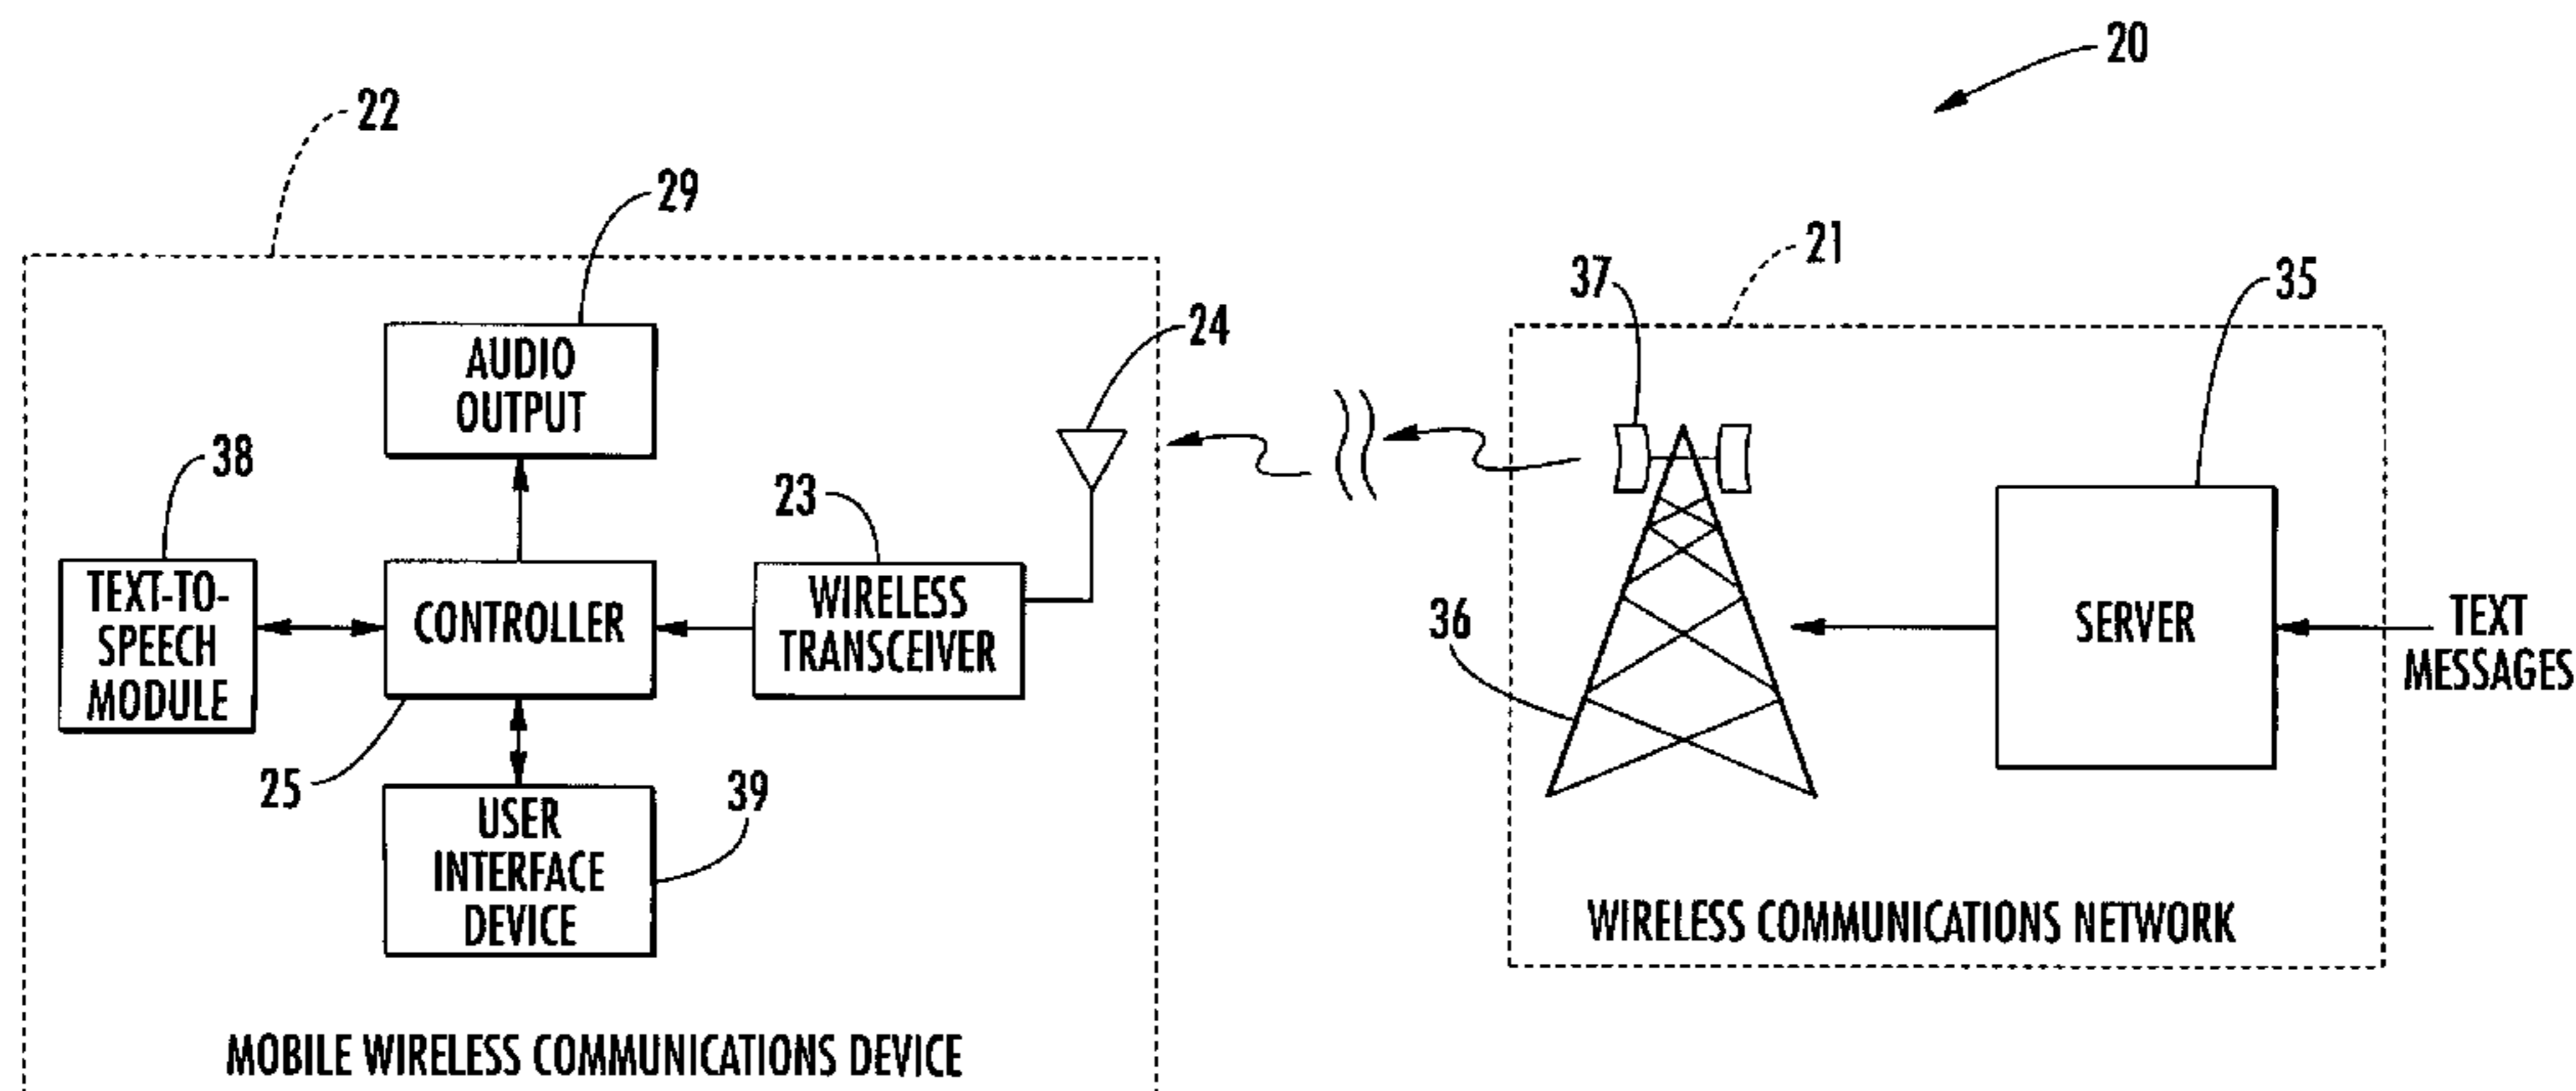 20
22
29
21
37
35
24
AUDIO
OUTPUT
38
23
TEXT-TO-
SPEECH
MODULE
CONTROLLER
WIRELESS
TRANSCEIVER
36
SERVER
TEXT
MESSAGES
25
39
USER
INTERFACE
DEVICE
WIRELESS COMMUNICATIONS NETWORK
MOBILE WIRELESS COMMUNICATIONS DEVICE